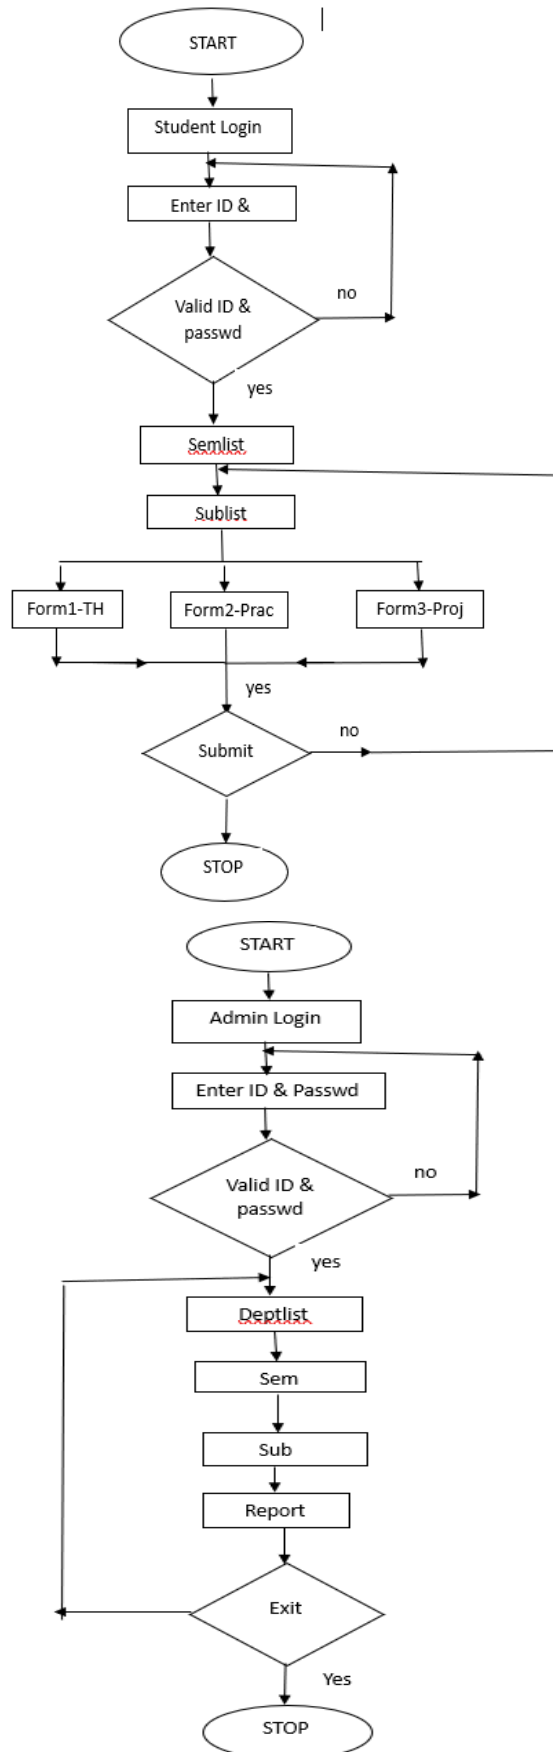 START
Student Login
Enter ID &
Valid ID &
passwd
no
yes
Semlist
Sublist
Form1-TH
Form2-Prac
Form3-Proj
yes
Submit
no
STOP
START
Admin Login
Enter ID & Passwd
Valid ID &
passwd
no
yes
Deptlist
Sem
Sub
Report
Exit
Yes
STOP